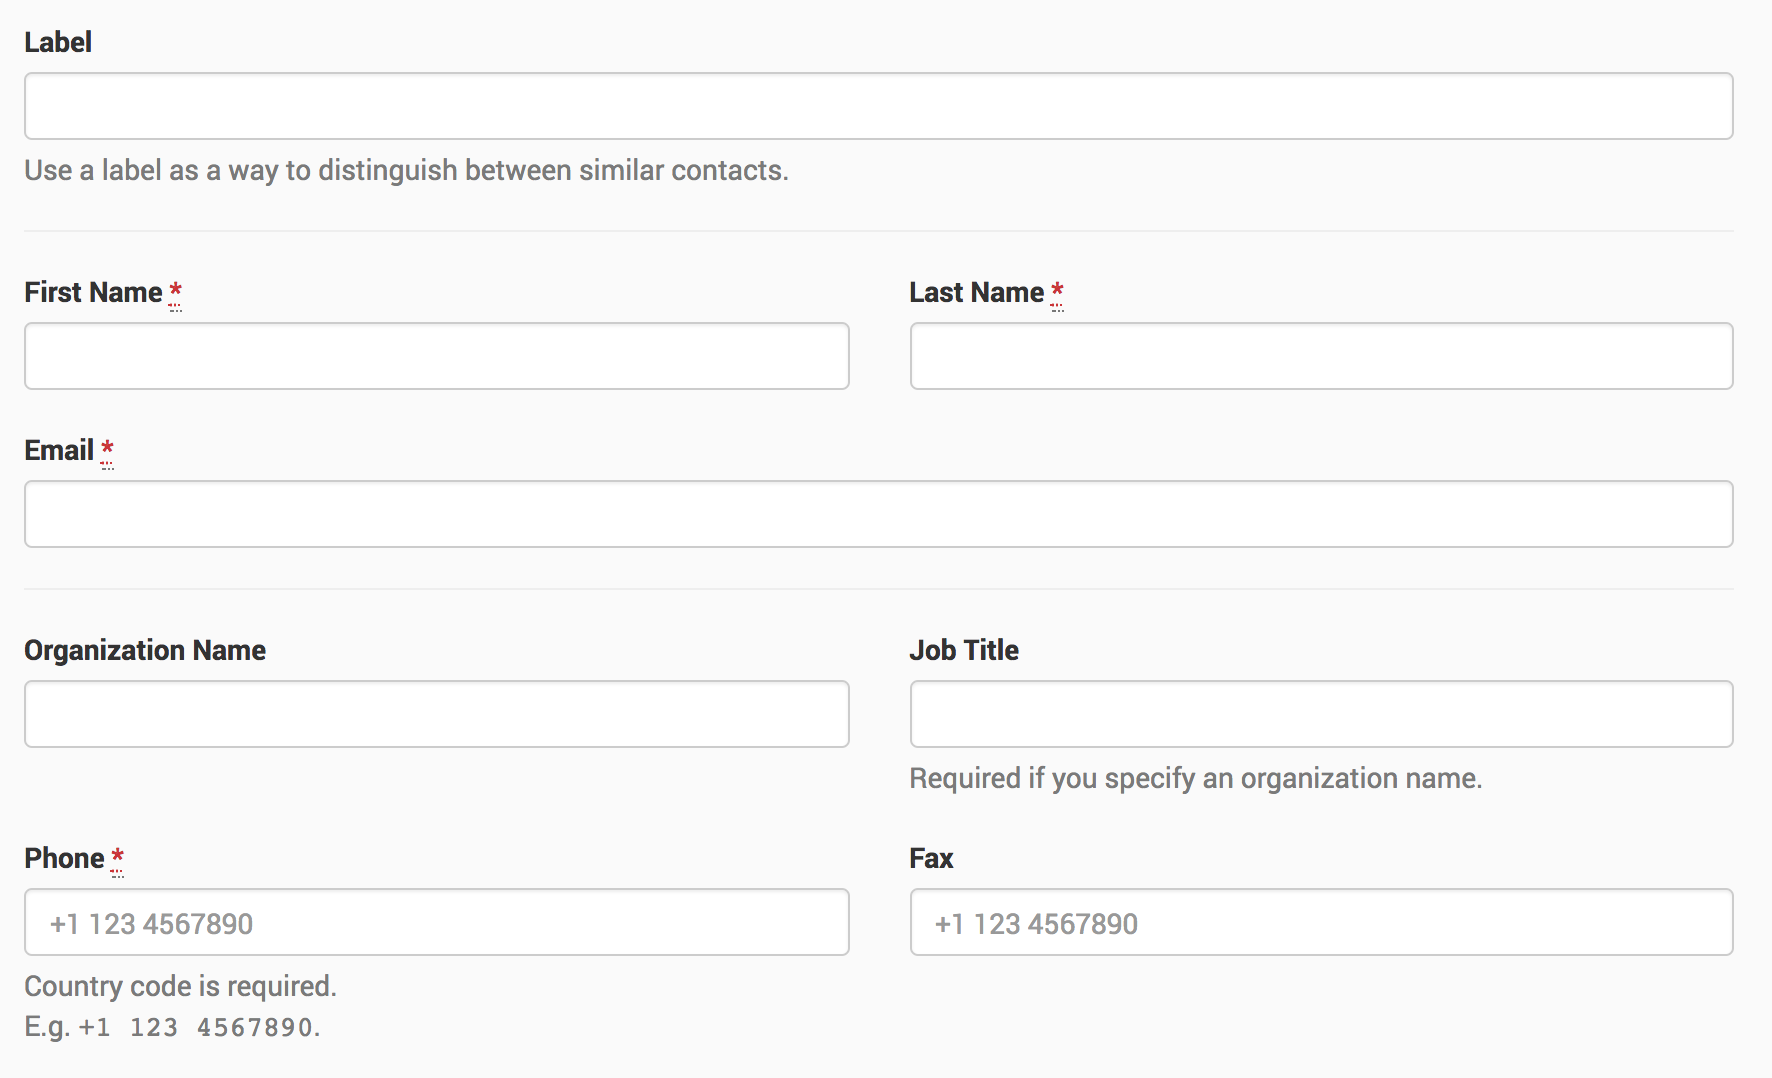 Label
Use a label as a way to distinguish between similar contacts.
First Name *
Last Name *
Email *
Organization Name
Job Title
Required if you specify an organization name.
Phone *
Fax
+1 123 4567890
+1 123 4567890
Country code is required.
E.g. +1 123 4567890.